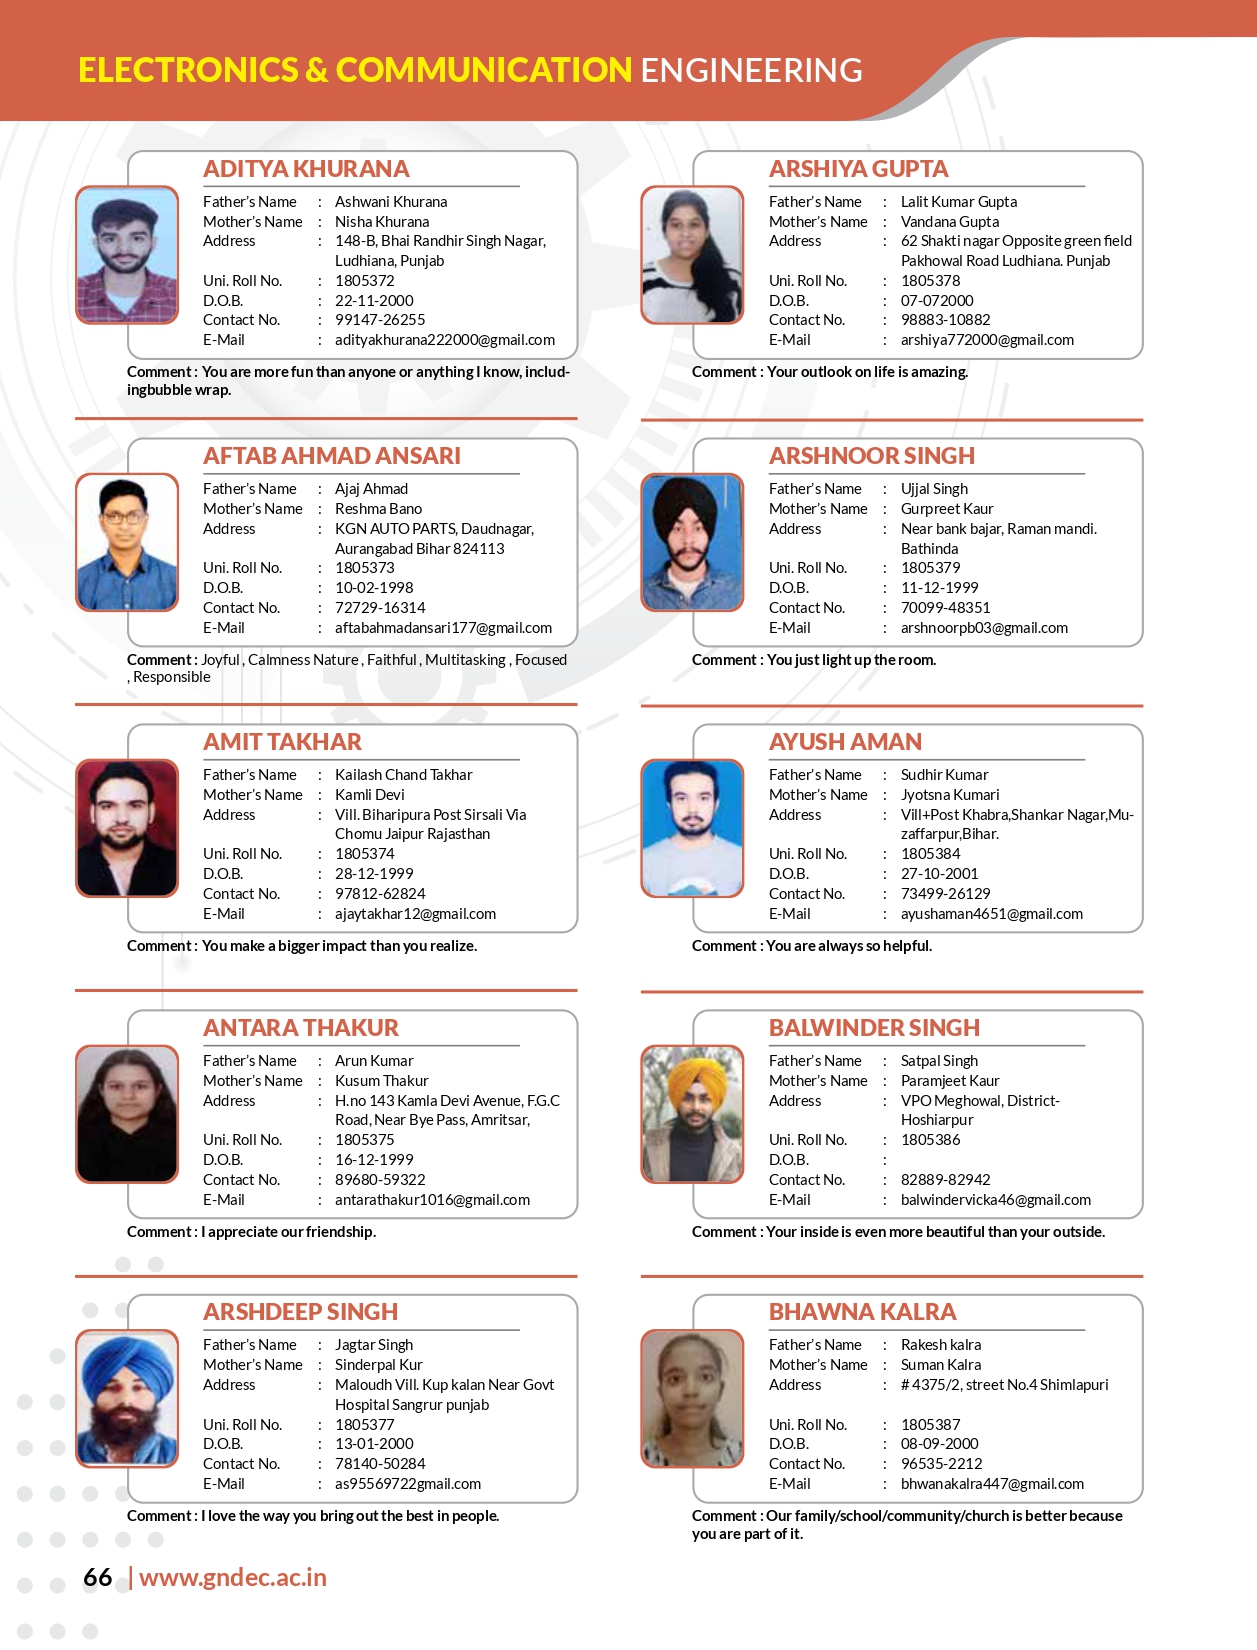 ELECTRONICS & COMMUNICATION ENGINEERING
ADITYA KHURANA
Father's Name : Ashwani Khurana
Mother's Name : Nisha Khurana
Address : 148-B, Bhai Randhir Singh Nagar,
Ludhiana, Punjab
Uni. Roll No. : 1805372
D.O.B. : 22-11-2000
Contact No. : 99147-26255
E-Mail : adityakhurana222000@gmail.com
Comment : You are more fun than anyone or anything I know, includ-
ingbubble wrap.
AFTAB AHMAD ANSARI
Father's Name : Ajaj Ahmad
Mother's Name : Reshma Bano
Address : KGN AUTO PARTS, Daudnagar,
Aurangabad Bihar 824113
Uni. Roll No. : 1805373
D.O.B. : 10-02-1998
Contact No. : 72729-16314
E-Mail : aftabahmadansari177@gmail.com
Comment : Joyful , Calmness Nature , Faithful , Multitasking , Focused
, Responsible
AMIT TAKHAR
Father's Name : Kailash Chand Takhar
Mother's Name : Kamli Devi
Address : Vill. Biharipura Post Sirsali Via
Chomu Jaipur Rajasthan
Uni. Roll No. : 1805374
D.O.B. : 28-12-1999
Contact No. : 97812-62824
E-Mail : ajaytakhar12@gmail.com
Comment : You make a bigger impact than you realize.
ANTARA THAKUR
Father's Name : Arun Kumar
Mother's Name : Kusum Thakur
Address : H.no 143 Kamla Devi Avenue, F.G.C
Road, Near Bye Pass, Amritsar,
Uni. Roll No. : 1805375
D.O.B. : 16-12-1999
Contact No. : 89680-59322
E-Mail : antarathakur1016@gmail.com
Comment : I appreciate our friendship.
ARSHDEEP SINGH
Father's Name : Jagtar Singh
Mother's Name : Sinderpal Kur
Address : Maloudh Vill. Kup kalan Near Govt
Hospital Sangrur punjab
Uni. Roll No. : 1805377
D.O.B. : 13-01-2000
Contact No. : 78140-50284
E-Mail : as95569722gmail.com
Comment : I love the way you bring out the best in people.
ARSHIYA GUPTA
Father's Name : Lalit Kumar Gupta
Mother's Name : Vandana Gupta
Address : 62 Shakti nagar Opposite green field
Pakhowal Road Ludhiana. Punjab
Uni. Roll No. : 1805378
D.O.B. : 07-072000
Contact No. : 98883-10882
E-Mail : arshiya772000@gmail.com
Comment : Your outlook on life is amazing.
ARSHNOOR SINGH
Father's Name : Ujjal Singh
Mother's Name : Gurpreet Kaur
Address : Near bank bajar, Raman mandi.
Bathinda
Uni. Roll No. : 1805379
D.O.B. : 11-12-1999
Contact No. : 70099-48351
E-Mail : arshnoorpb03@gmail.com
Comment : You just light up the room.
AYUSH AMAN
Father's Name : Sudhir Kumar
Mother's Name : Jyotsna Kumari
Address : Vill+Post Khabra,Shankar Nagar,Mu-
zaffarpur,Bihar.
Uni. Roll No. : 1805384
D.O.B. : 27-10-2001
Contact No. : 73499-26129
E-Mail : ayushaman4651@gmail.com
Comment : You are always so helpful.
BALWINDER SINGH
Father's Name : Satpal Singh
Mother's Name : Paramjeet Kaur
Address : VPO Meghowal, District-
Hoshiarpur
Uni. Roll No. : 1805386
D.O.B. :
Contact No. : 82889-82942
E-Mail : balwindervicka46@gmail.com
Comment : Your inside is even more beautiful than your outside.
BHAWNA KALRA
Father's Name : Rakesh kalra
Mother's Name : Suman Kalra
Address : # 4375/2, street No.4 Shimlapuri
Uni. Roll No. : 1805387
D.O.B. : 08-09-2000
Contact No. : 96535-2212
E-Mail : bhwanakalra447@gmail.com
Comment : Our family/school/community/church is better because
you are part of it.
66 | www.gndec.ac.in